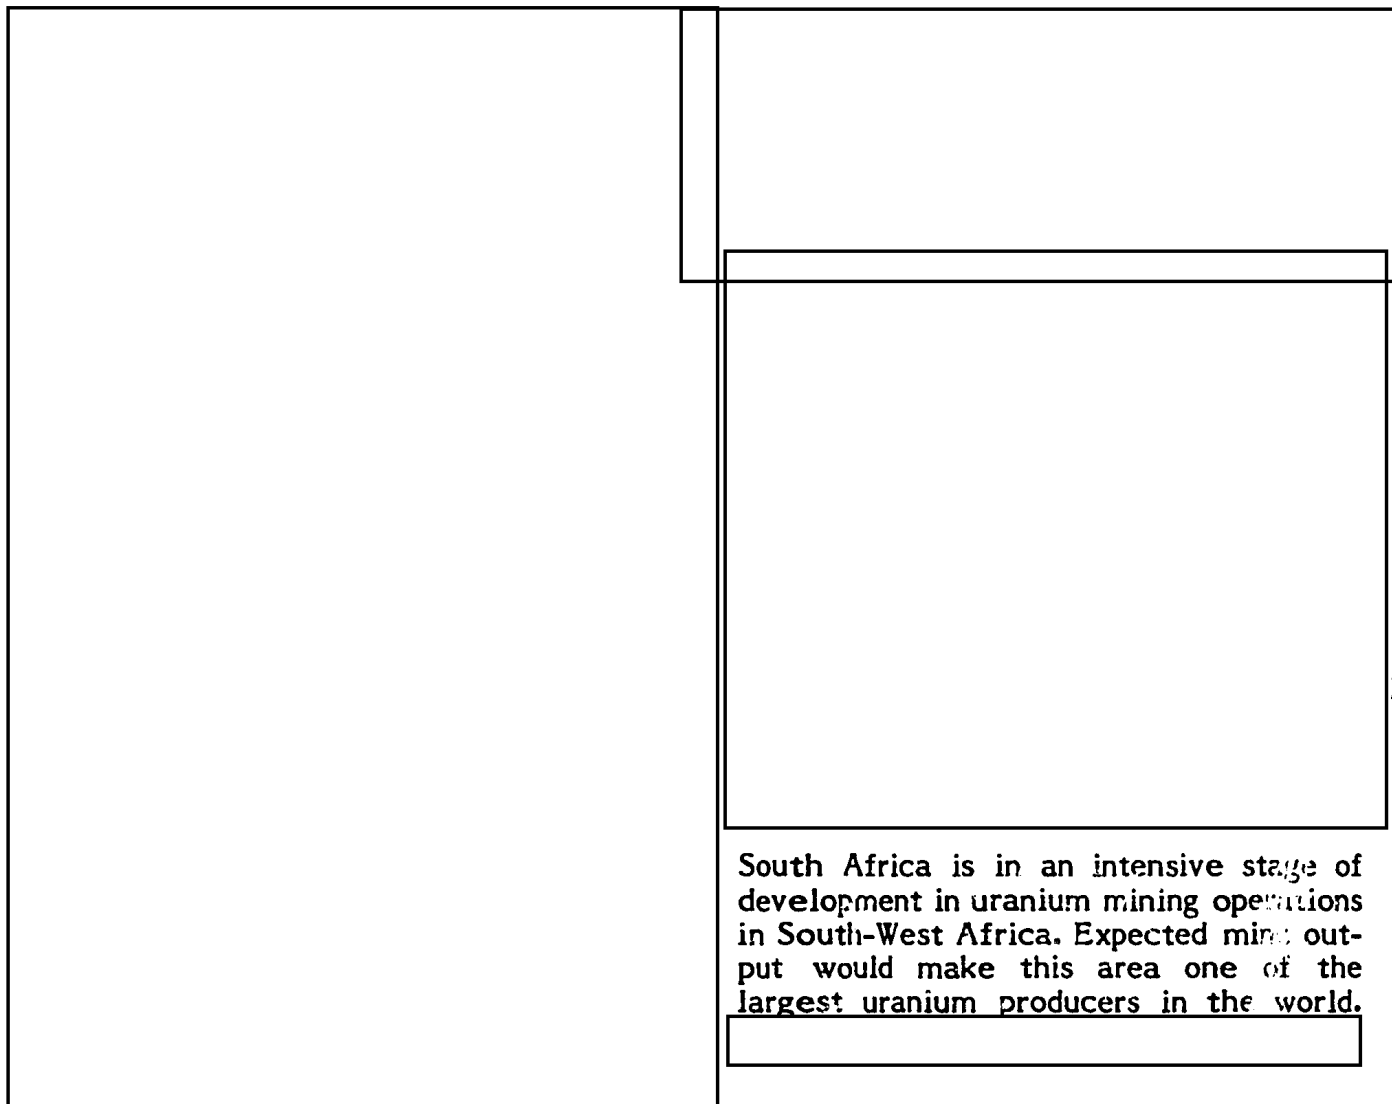 South Africa is in an intensive stage of
development in uranium mining operations
in South-West Africa. Expected mine out-
put would make this area one of the
largest uranium producers in the world.